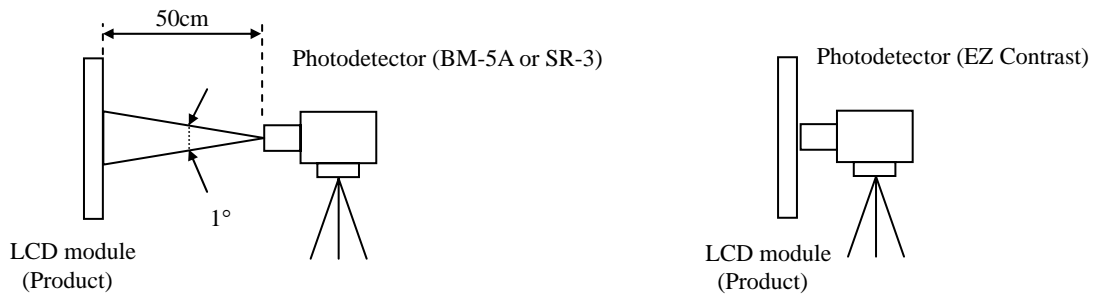 50cm
Photodetector (BM-5A or SR-3)
1°
LCD module
(Product)
Photodetector (EZ Contrast)
LCD module
(Product)